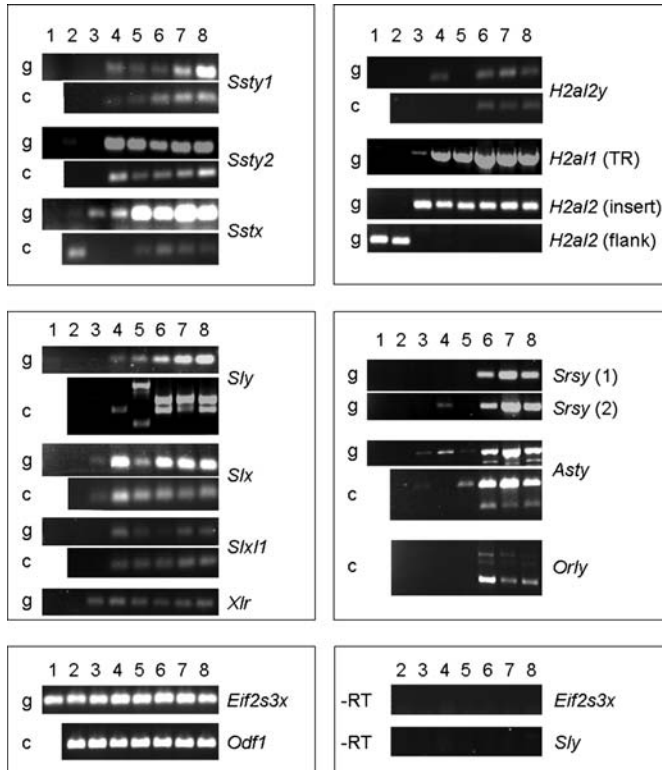 1 2 3 4 5 6 7 8
g
c
Ssty1
g
c
Ssty2
g
c
Sstx
1 2 3 4 5 6 7 8
g
c
H2al2y
g
H2al1 (TR)
g
H2al2 (insert)
g
H2al2 (flank)
1 2 3 4 5 6 7 8
g
c
Sly
g
c
Slx
g
c
Slxl1
g
Xlr
1 2 3 4 5 6 7 8
g
Srsy (1)
g
Srsy (2)
g
c
Asty
c
Orly
1 2 3 4 5 6 7 8
g
Eif2s3x
c
Odf1
2 3 4 5 6 7 8
-RT
Eif2s3x
-RT
Sly